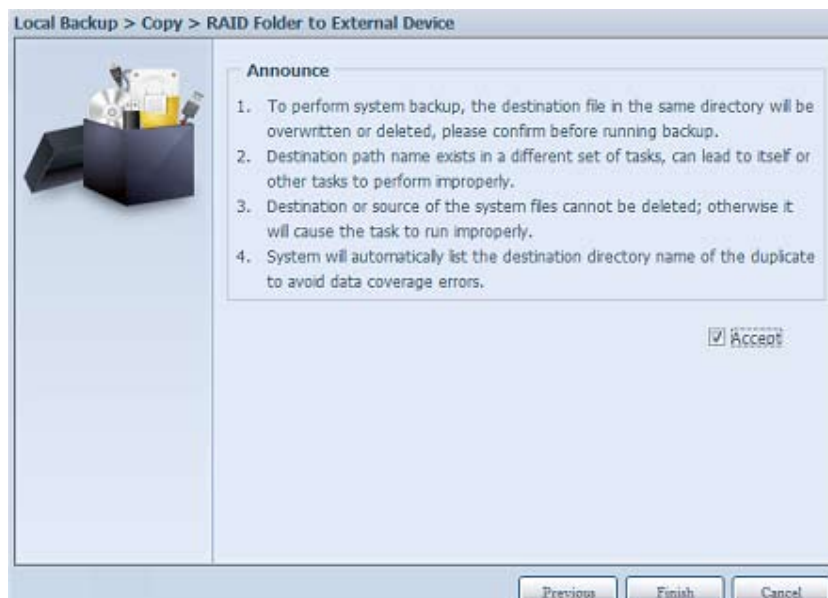 Local Backup > Copy > RAID Folder to External Device
Announce
1. To perform system backup, the destination file in the same directory will be
overwritten or deleted, please confirm before running backup.
2. Destination path name exists in a different set of tasks, can lead to itself or
other tasks to perform improperly.
3. Destination or source of the system files cannot be deleted; otherwise it
will cause the task to run improperly.
4. System will automatically list the destination directory name of the duplicate
to avoid data coverage errors.
Accept
Previous Finish Cancel